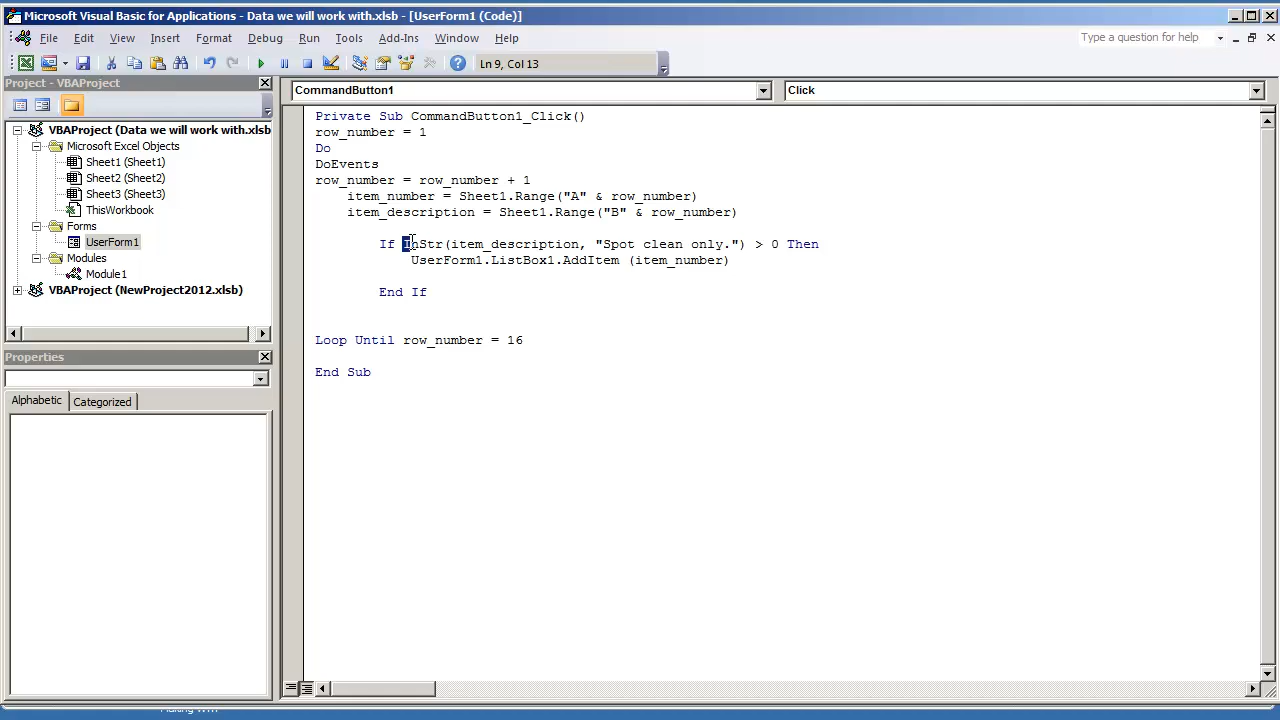 Microsoft Visual Basic for Applications - Data we will work with.xlsb - [UserForm1 (Code)]
File Edit View Insert Format Debug Run Tools Add-Ins Window Help
Type a question for help
Ln 9, Col 13
Project - VBAProject
VBAProject (Data we will work with.xlsb
Microsoft Excel Objects
Sheet1 (Sheet1)
Sheet2 (Sheet2)
Sheet3 (Sheet3)
ThisWorkbook
Forms
UserForm1
Modules
Module1
VBAProject (NewProject2012.xlsb)
Properties
Alphabetic Categorized
CommandButton1 Click
Private Sub CommandButton1_Click()
row_number = 1
Do
DoEvents
row_number = row_number + 1
item_number = Sheet1.Range("A" & row_number)
item_description = Sheet1.Range("B" & row_number)
If InStr(item_description, "Spot clean only.") > 0 Then
UserForm1.ListBox1.AddItem (item_number)
End If
Loop Until row_number = 16
End Sub